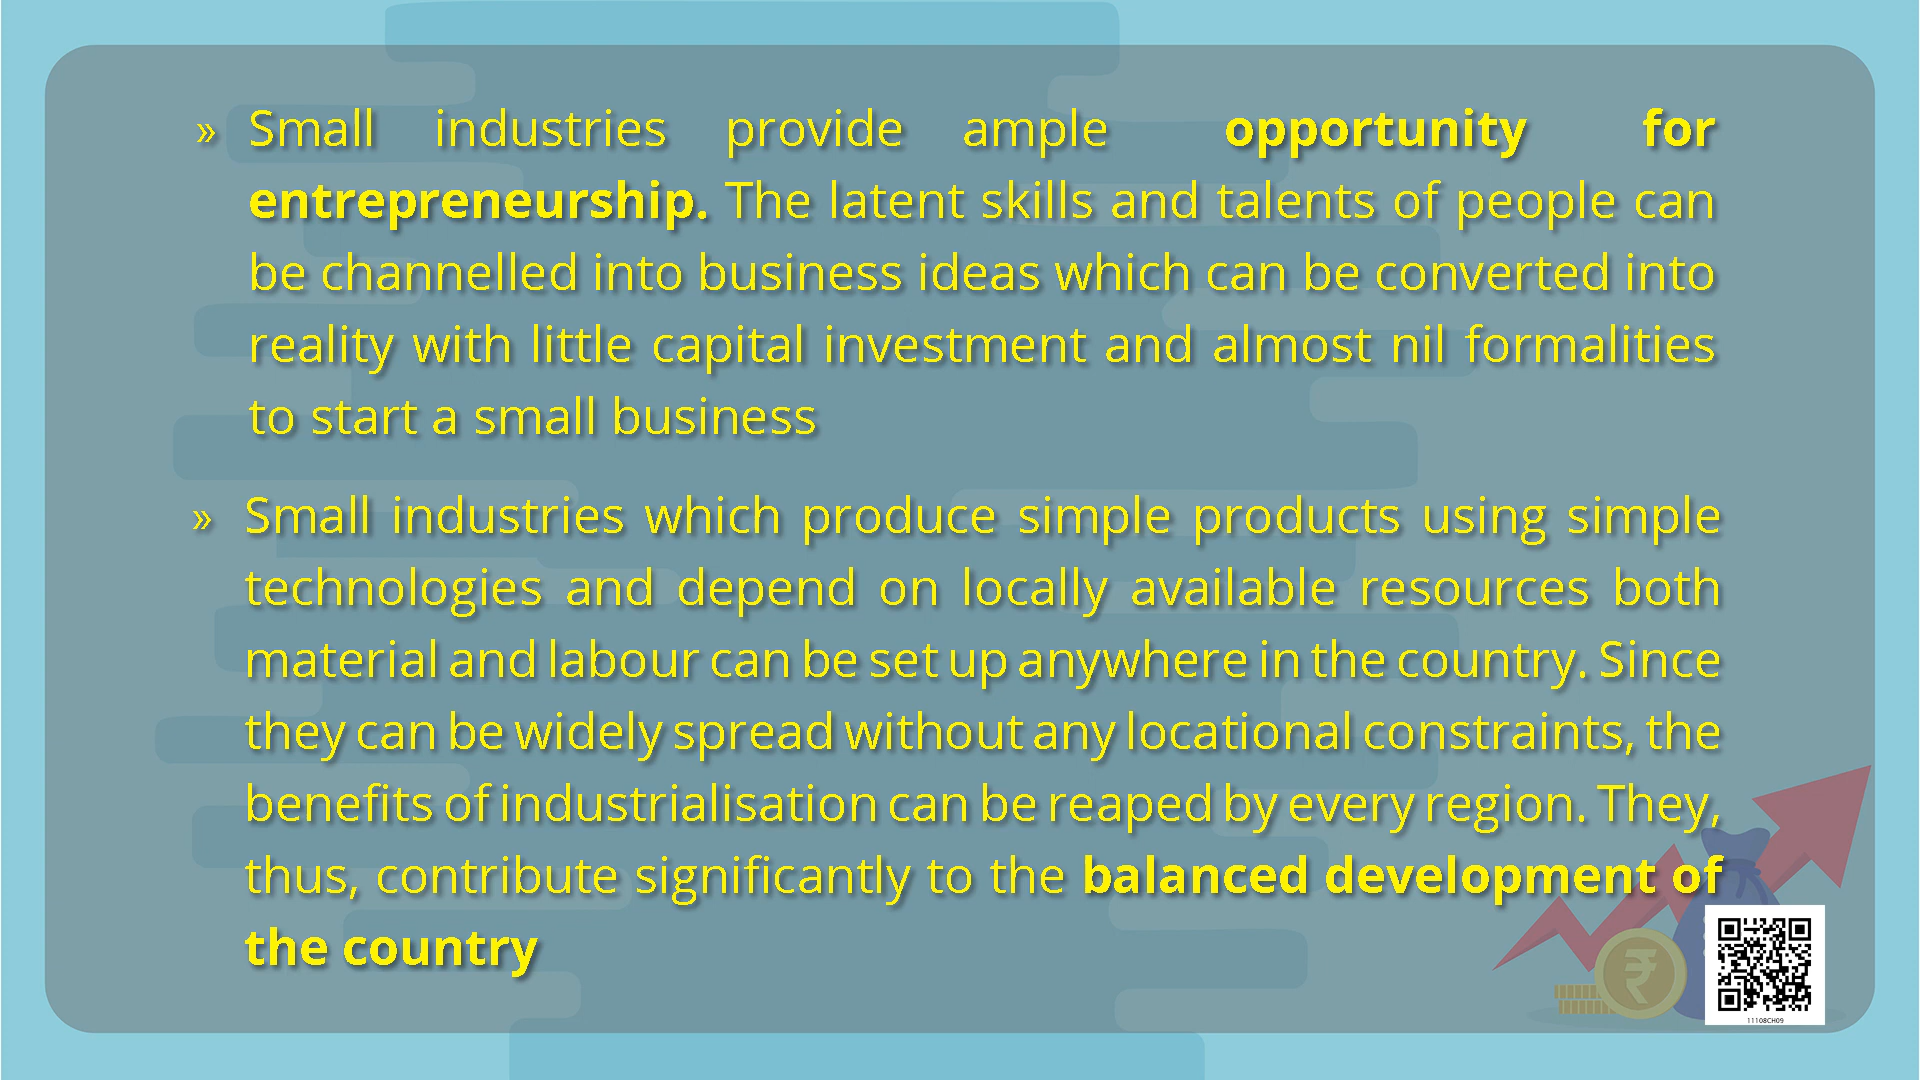 » Small industries provide ample opportunity for
entrepreneurship. The latent skills and talents of people can
be channelled into business ideas which can be converted into
reality with little capital investment and almost nil formalities
to start a small business
» Small industries which produce simple products using simple
technologies and depend on locally available resources both
material and labour can be set up anywhere in the country. Since
they can be widely spread without any locational constraints, the
benefits of industrialisation can be reaped by every region. They,
thus, contribute significantly to the balanced development of
the country
₹
11108CH09